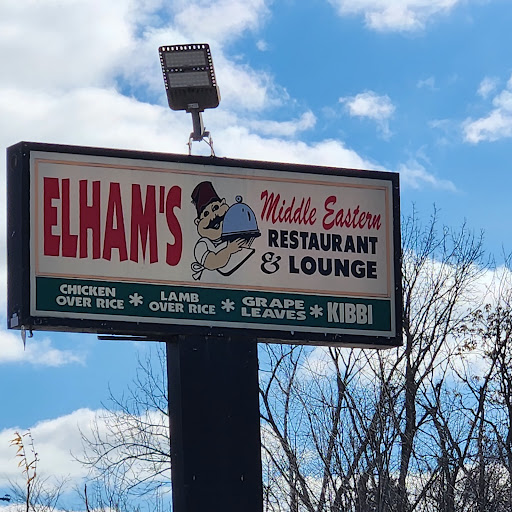 ELHAM'S
Middle Eastern
RESTAURANT
& LOUNGE
CHICKEN
OVER RICE * LAMB
OVER RICE * GRAPE
LEAVES * KIBBI